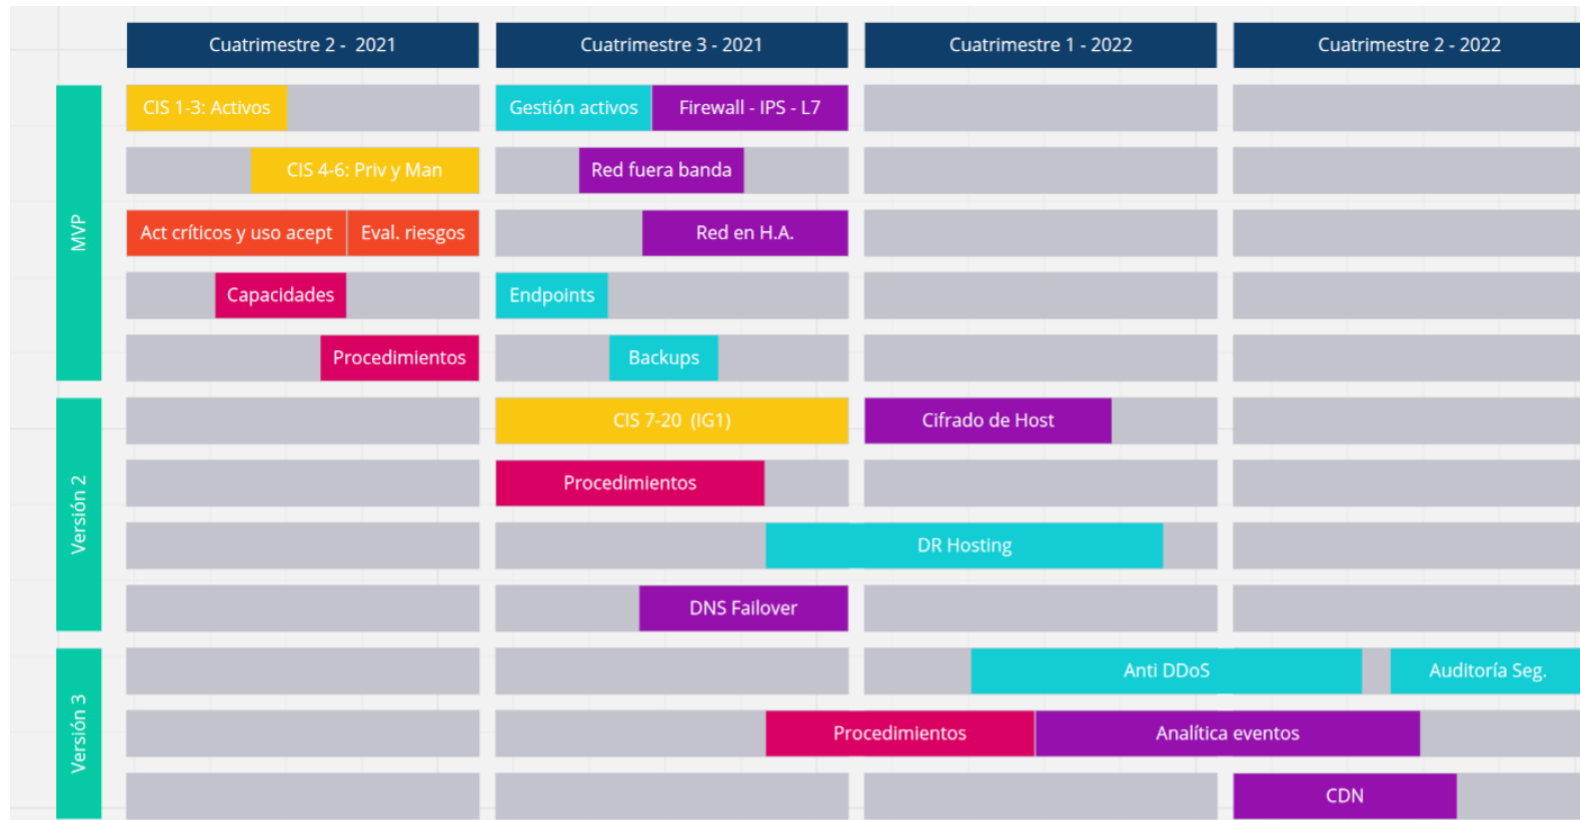 Cuatrimestre 2 - 2021
Cuatrimestre 3 - 2021
Cuatrimestre 1 - 2022
Cuatrimestre 2 - 2022
MVP
CIS 1-3: Activos
Gestión activos
Firewall - IPS - L7
CIS 4-6: Priv y Man
Red fuera banda
Act críticos y uso acept
Eval. riesgos
Red en H.A.
Capacidades
Endpoints
Procedimientos
Backups
Versión 2
CIS 7-20 (IG1)
Cifrado de Host
Procedimientos
DR Hosting
DNS Failover
Versión 3
Anti DDoS
Auditoría Seg.
Procedimientos
Analítica eventos
CDN